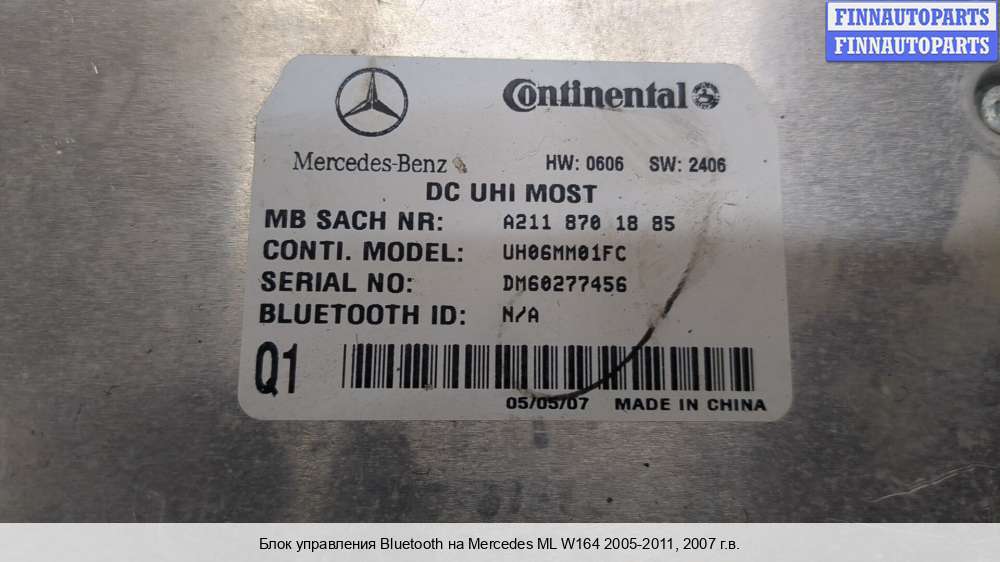 FINNAUTOPARTS
FINNAUTOPARTS
Continental
Mercedes-Benz HW: 0606 SW: 2406
DC UHI MOST
MB SACH NR: A211 870 18 85
CONTI. MODEL: UH06MM01FC
SERIAL NO: DM60277456
BLUETOOTH ID: N/A
Q1
05/05/07 MADE IN CHINA
Блок управления Bluetooth на Mercedes ML W164 2005-2011, 2007 г.в.